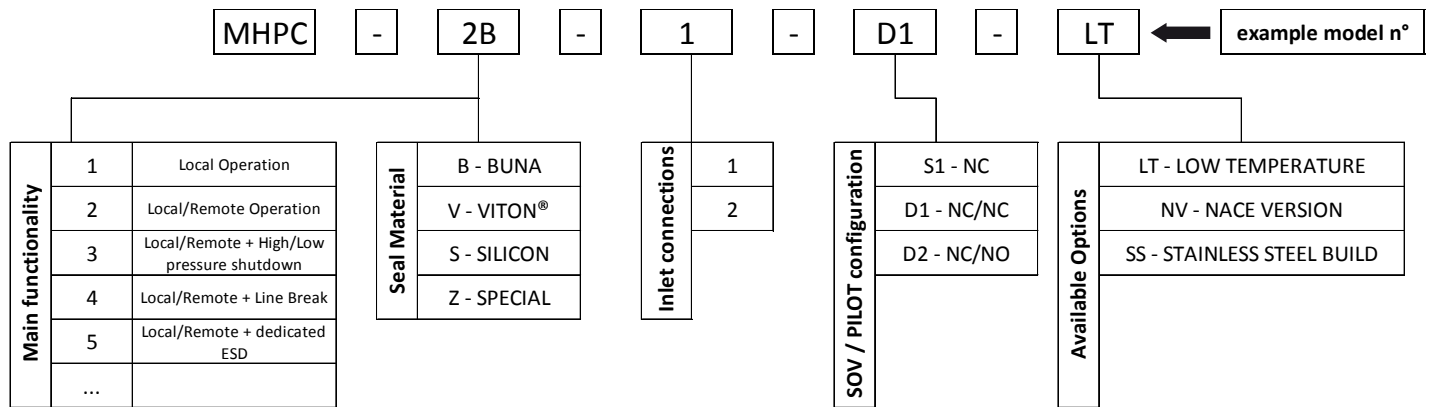 MHPC - 2B - 1 - D1 - LT example model n°
Main functionality
1 Local Operation
2 Local/Remote Operation
3 Local/Remote + High/Low
pressure shutdown
4 Local/Remote + Line Break
5 Local/Remote + dedicated
ESD
...
Seal Material
B - BUNA
V - VITON®
S - SILICON
Z - SPECIAL
Inlet connections
1
2
SOV / PILOT configuration
S1 - NC
D1 - NC/NC
D2 - NC/NO
Available Options
LT - LOW TEMPERATURE
NV - NACE VERSION
SS - STAINLESS STEEL BUILD